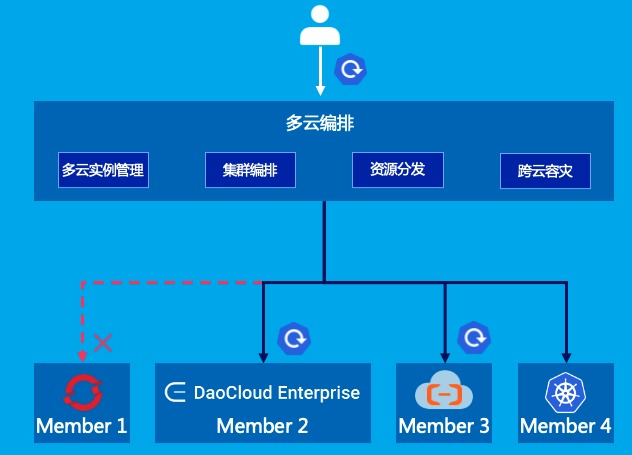 多云编排
多云实例管理
集群编排
资源分发
跨云容灾
DaoCloud Enterprise
Member 1
Member 2
Member 3
Member 4